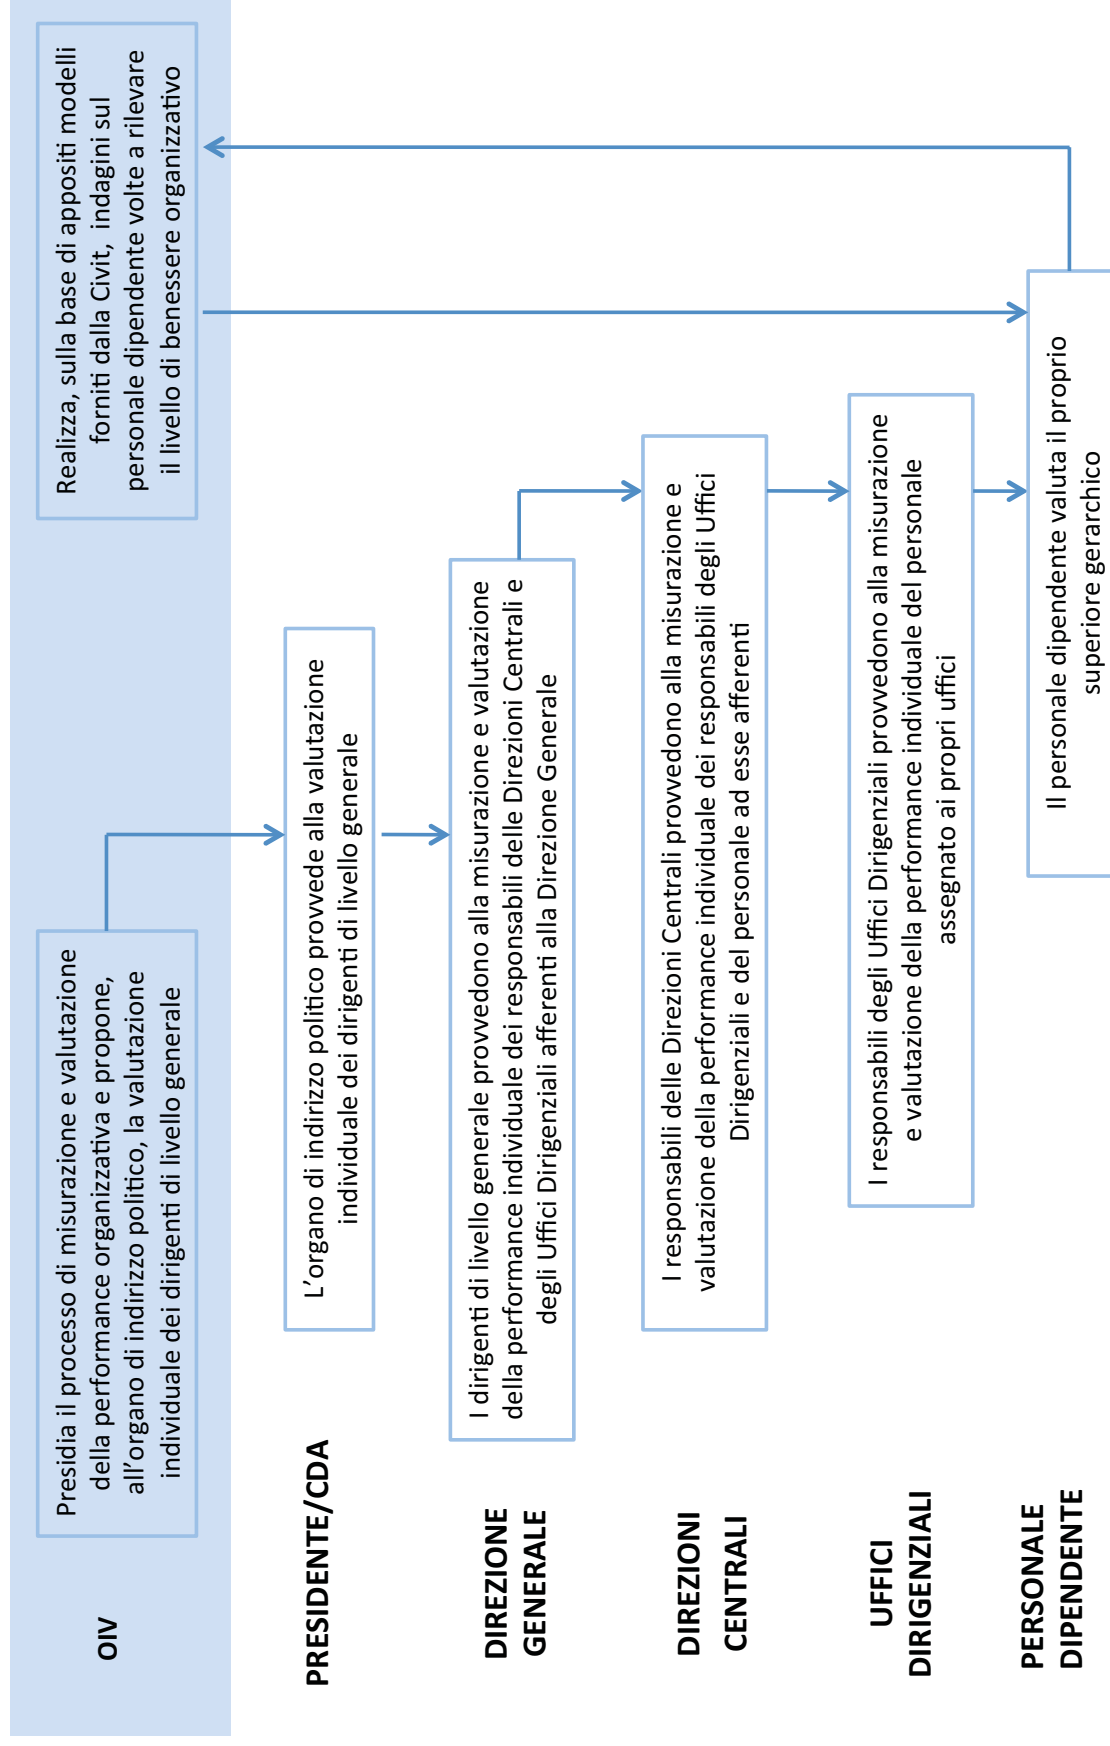 OIV
Presidia il processo di misurazione e valutazione
della performance organizzativa e propone,
all’organo di indirizzo politico, la valutazione
individuale dei dirigenti di livello generale
Realizza, sulla base di appositi modelli
forniti dalla Civit, indagini sul
personale dipendente volte a rilevare
il livello di benessere organizzativo
PRESIDENTE/CDA
L’organo di indirizzo politico provvede alla valutazione
individuale dei dirigenti di livello generale
DIREZIONE
GENERALE
I dirigenti di livello generale provvedono alla misurazione e valutazione
della performance individuale dei responsabili delle Direzioni Centrali e
degli Uffici Dirigenziali afferenti alla Direzione Generale
DIREZIONI
CENTRALI
I responsabili delle Direzioni Centrali provvedono alla misurazione e
valutazione della performance individuale dei responsabili degli Uffici
Dirigenziali e del personale ad esse afferenti
UFFICI
DIRIGENZIALI
I responsabili degli Uffici Dirigenziali provvedono alla misurazione
e valutazione della performance individuale del personale
assegnato ai propri uffici
PERSONALE
DIPENDENTE
Il personale dipendente valuta il proprio
superiore gerarchico